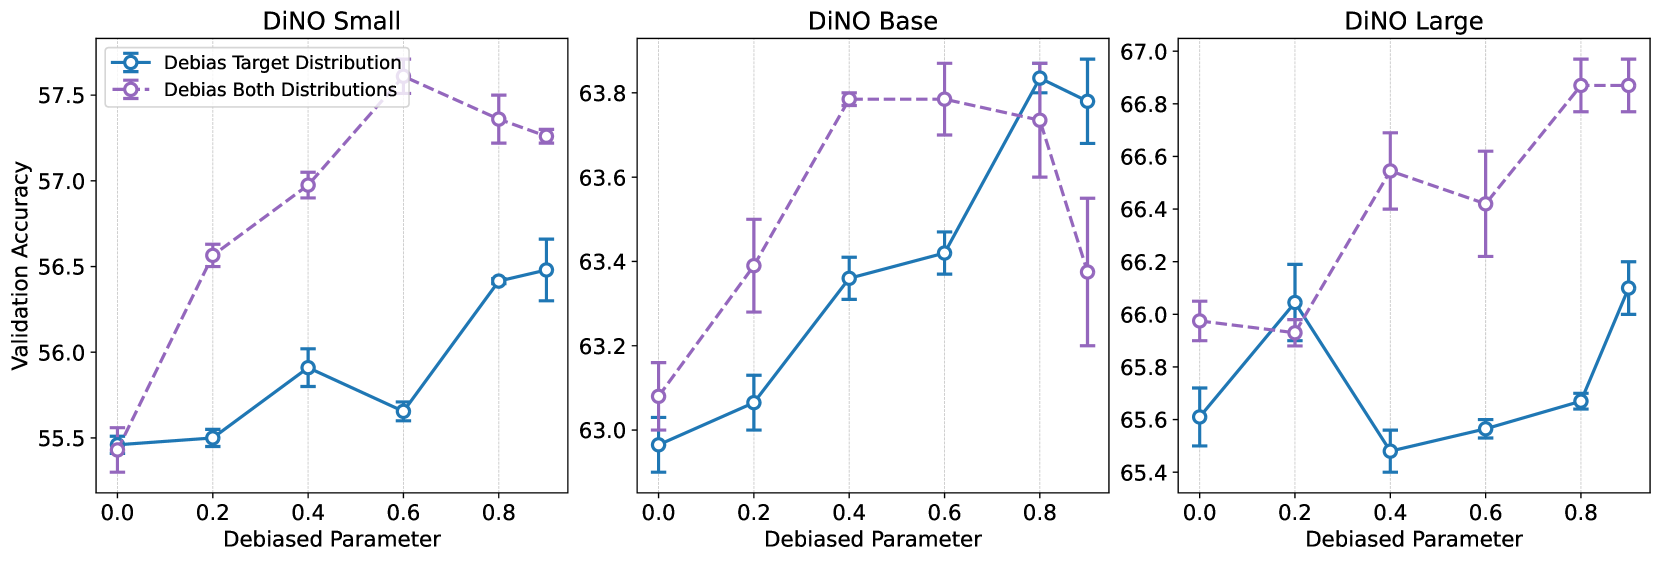 DiNO Small
DiNO Base
DiNO Large
Debias Target Distribution
Debias Both Distributions
Validation Accuracy
57.5
57.0
56.5
56.0
55.5
0.0 0.2 0.4 0.6 0.8
Debiased Parameter
63.8
63.6
63.4
63.2
63.0
0.0 0.2 0.4 0.6 0.8
Debiased Parameter
67.0
66.8
66.6
66.4
66.2
66.0
65.8
65.6
65.4
0.0 0.2 0.4 0.6 0.8
Debiased Parameter